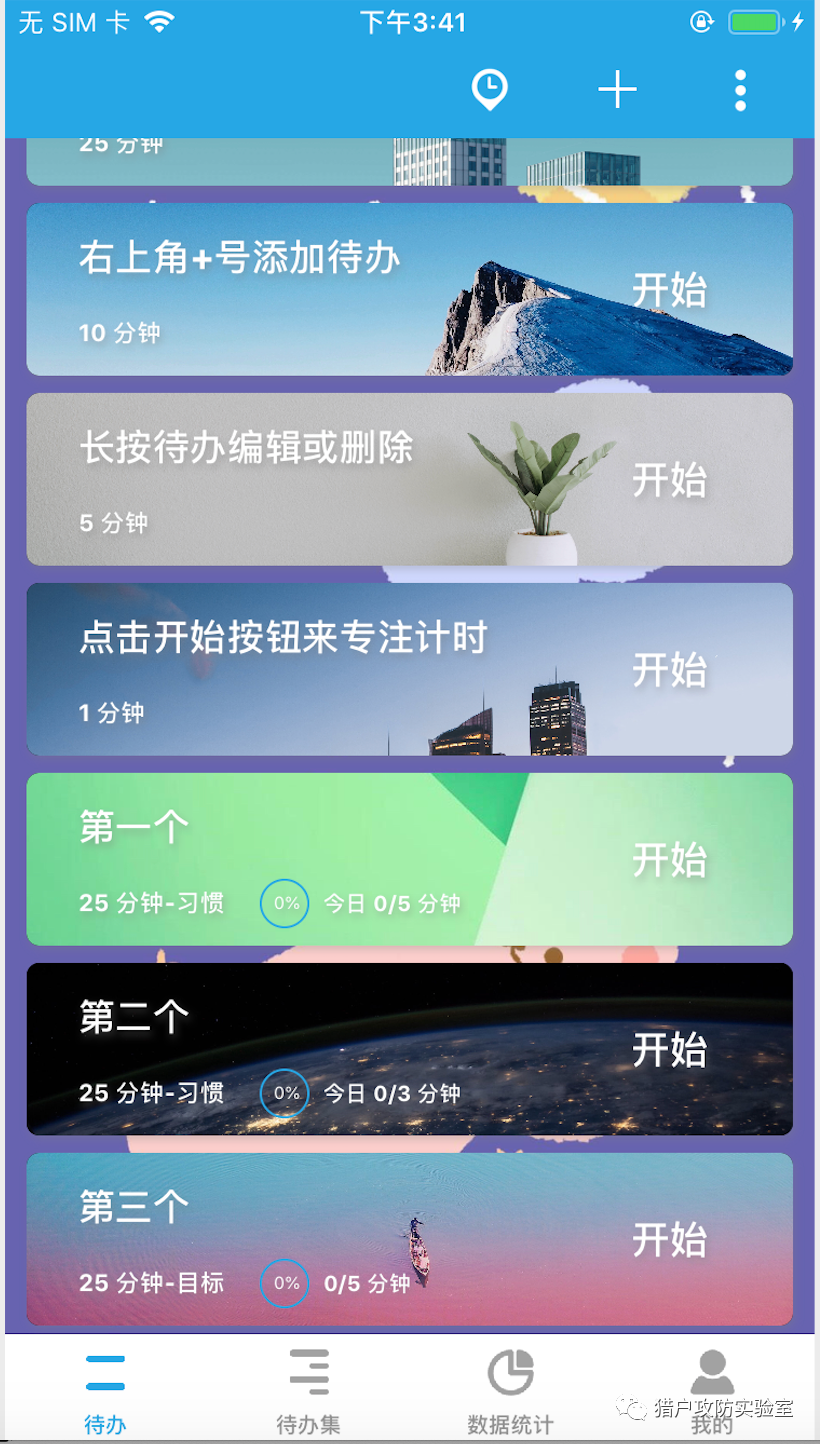 无 SIM 卡
下午3:41
25 分钟
右上角+号添加待办
开始
10 分钟
长按待办编辑或删除
开始
5 分钟
点击开始按钮来专注计时
开始
1 分钟
第一个
开始
25 分钟-习惯 0% 今日 0/5 分钟
第二个
开始
25 分钟-习惯 0% 今日 0/3 分钟
第三个
开始
25 分钟-目标 0% 0/5 分钟
待办 待办集 数据统计 我的
猎户攻防实验室